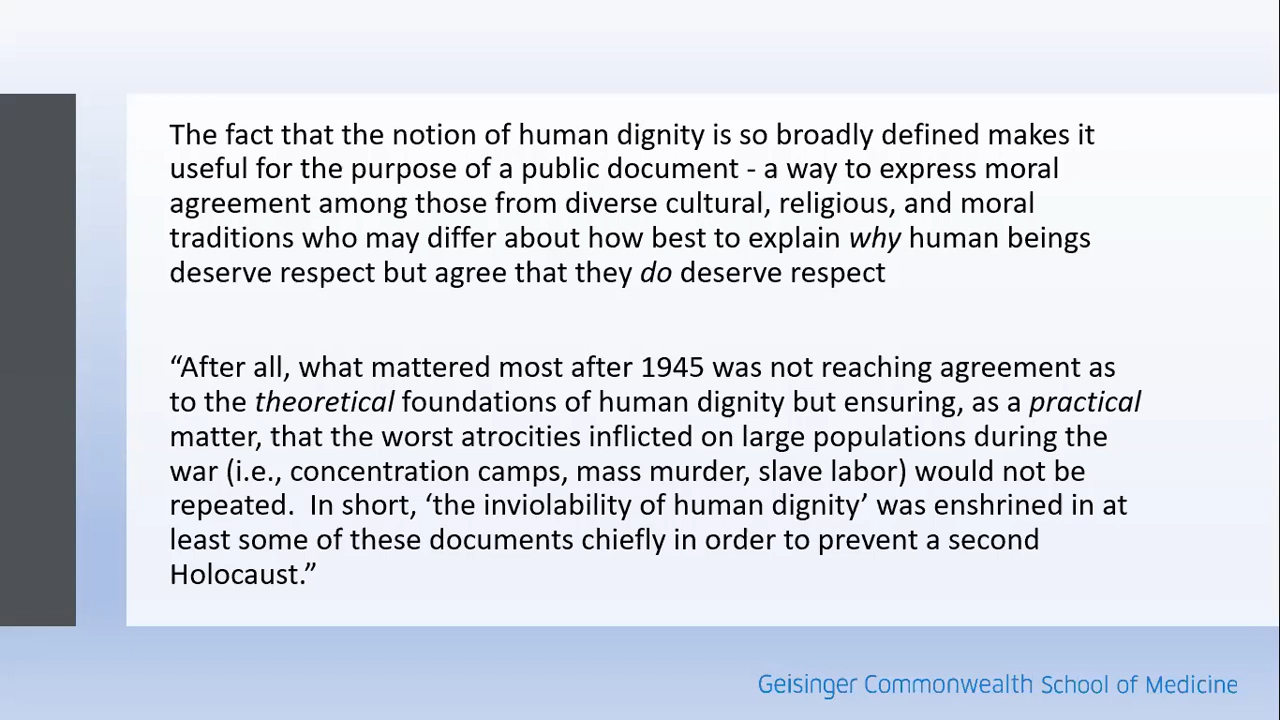 The fact that the notion of human dignity is so broadly defined makes it
useful for the purpose of a public document - a way to express moral
agreement among those from diverse cultural, religious, and moral
traditions who may differ about how best to explain why human beings
deserve respect but agree that they do deserve respect
“After all, what mattered most after 1945 was not reaching agreement as
to the theoretical foundations of human dignity but ensuring, as a practical
matter, that the worst atrocities inflicted on large populations during the
war (i.e., concentration camps, mass murder, slave labor) would not be
repeated.  In short, ‘the inviolability of human dignity’ was enshrined in at
least some of these documents chiefly in order to prevent a second
Holocaust.”
Geisinger Commonwealth School of Medicine